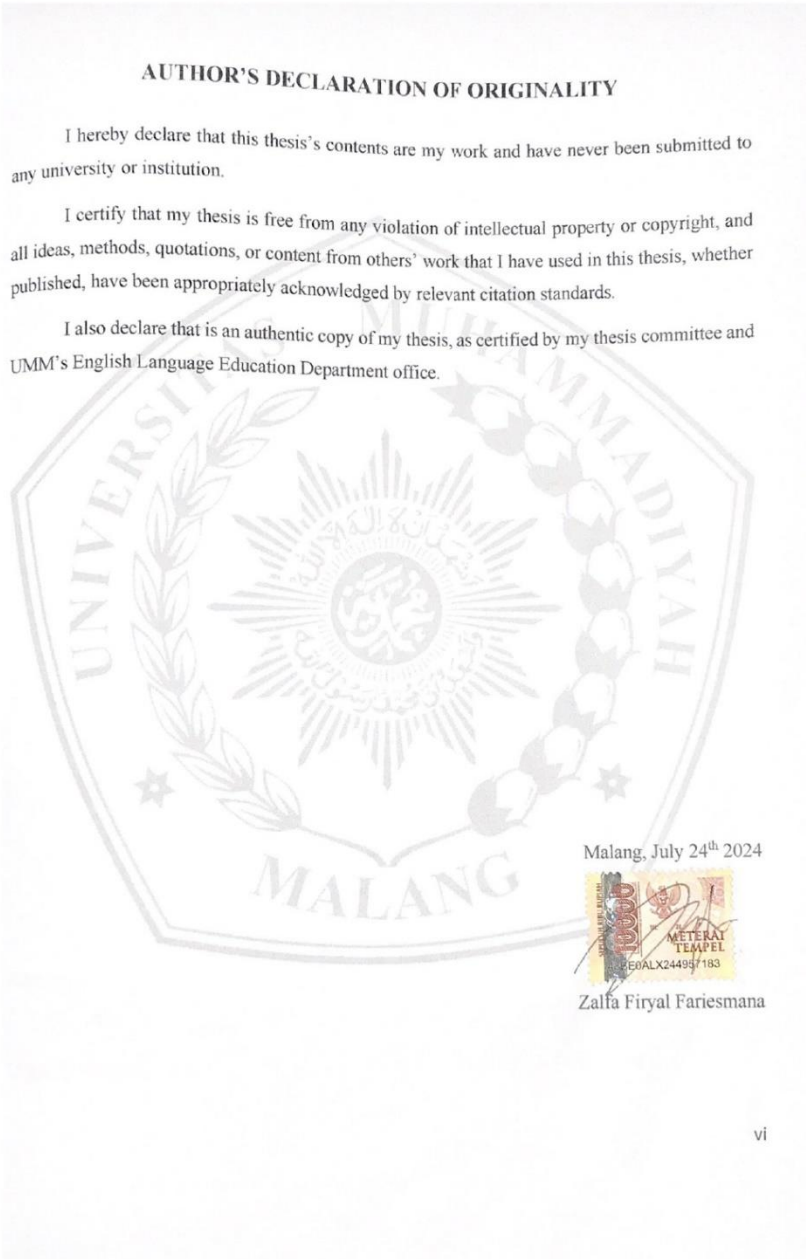 AUTHOR'S DECLARATION OF ORIGINALITY
I hereby declare that this thesis's contents are my work and have never been submitted to
any university or institution.
I certify that my thesis is free from any violation of intellectual property or copyright, and
all ideas, methods, quotations, or content from others' work that I have used in this thesis, whether
published, have been appropriately acknowledged by relevant citation standards.
I also declare that is an authentic copy of my thesis, as certified by my thesis committee and
UMM's English Language Education Department office.
UNIVERSITAS MUHAMMADIYAH
MALANG
Malang, July 24th 2024
10000
METERAI
TEMPEL
E0ALX244957183
Zalfa Firyal Fariesmana
vi